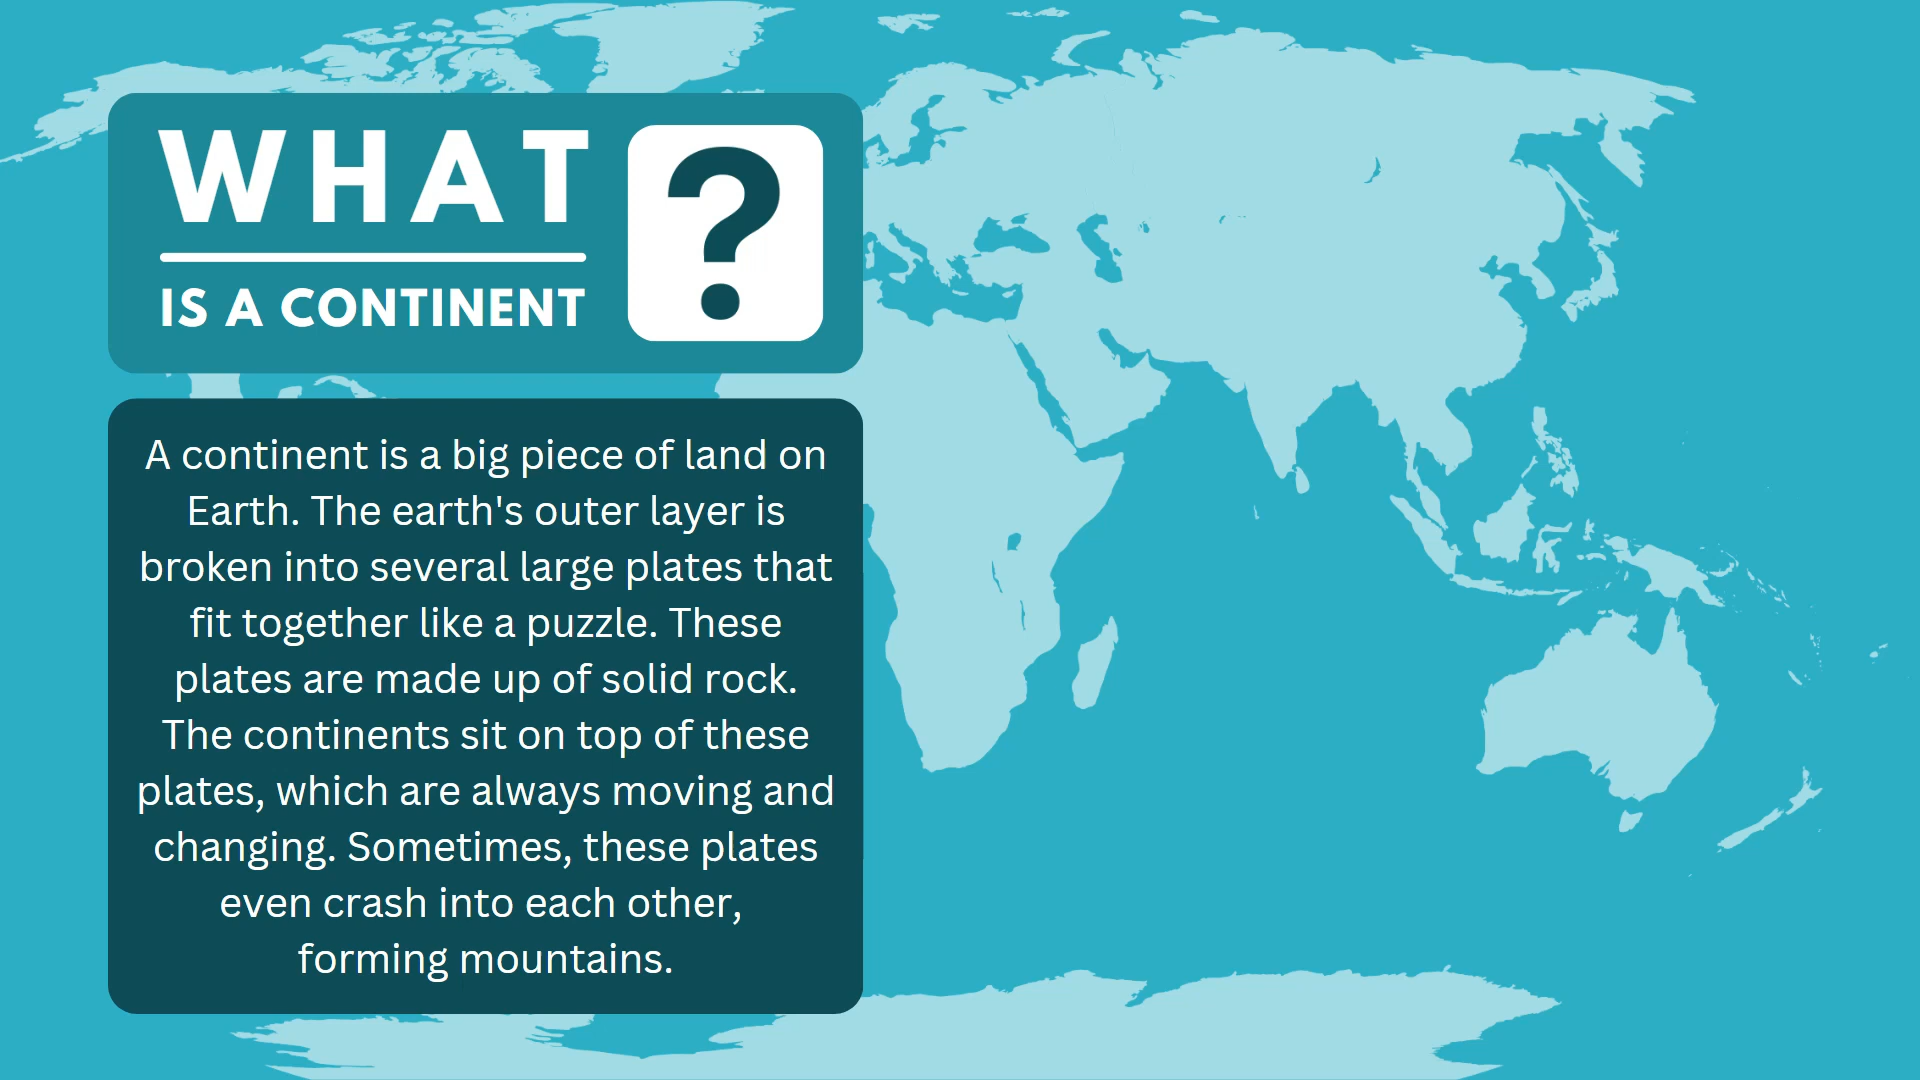 WHAT
IS A CONTINENT
?
A continent is a big piece of land on
Earth. The earth's outer layer is
broken into several large plates that
fit together like a puzzle. These
plates are made up of solid rock.
The continents sit on top of these
plates, which are always moving and
changing. Sometimes, these plates
even crash into each other,
forming mountains.